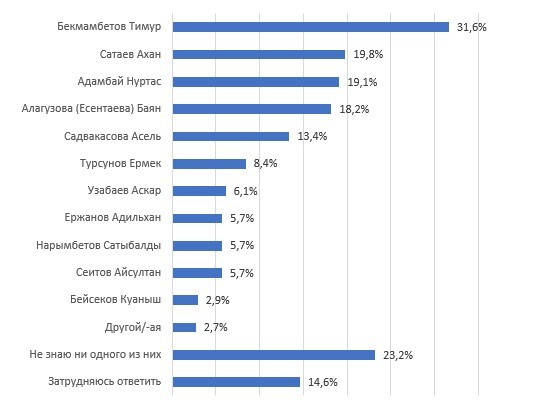 Бекмамбетов Тимур 31,6%
Сатаев Ахан 19,8%
Адамбай Нуртас 19,1%
Алагузова (Есентаева) Баян 18,2%
Садвакасова Асель 13,4%
Турсунов Ермек 8,4%
Узабаев Аскар 6,1%
Ержанов Адильхан 5,7%
Нарымбетов Сатыбалды 5,7%
Сеитов Айсултан 5,7%
Бейсеков Куаныш 2,9%
Другой/-ая 2,7%
Не знаю ни одного из них 23,2%
Затрудняюсь ответить 14,6%